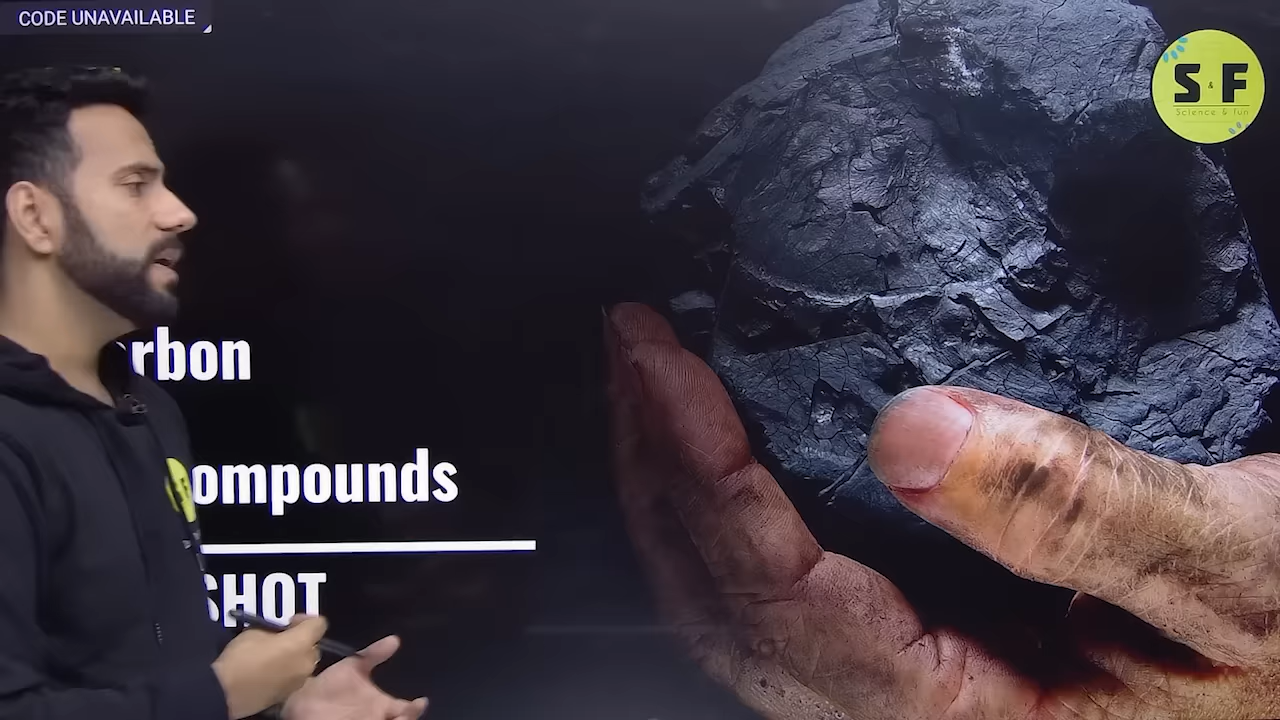 CODE UNAVAILABLE
S & F
Science & fun
rbon
ompounds
SHOT